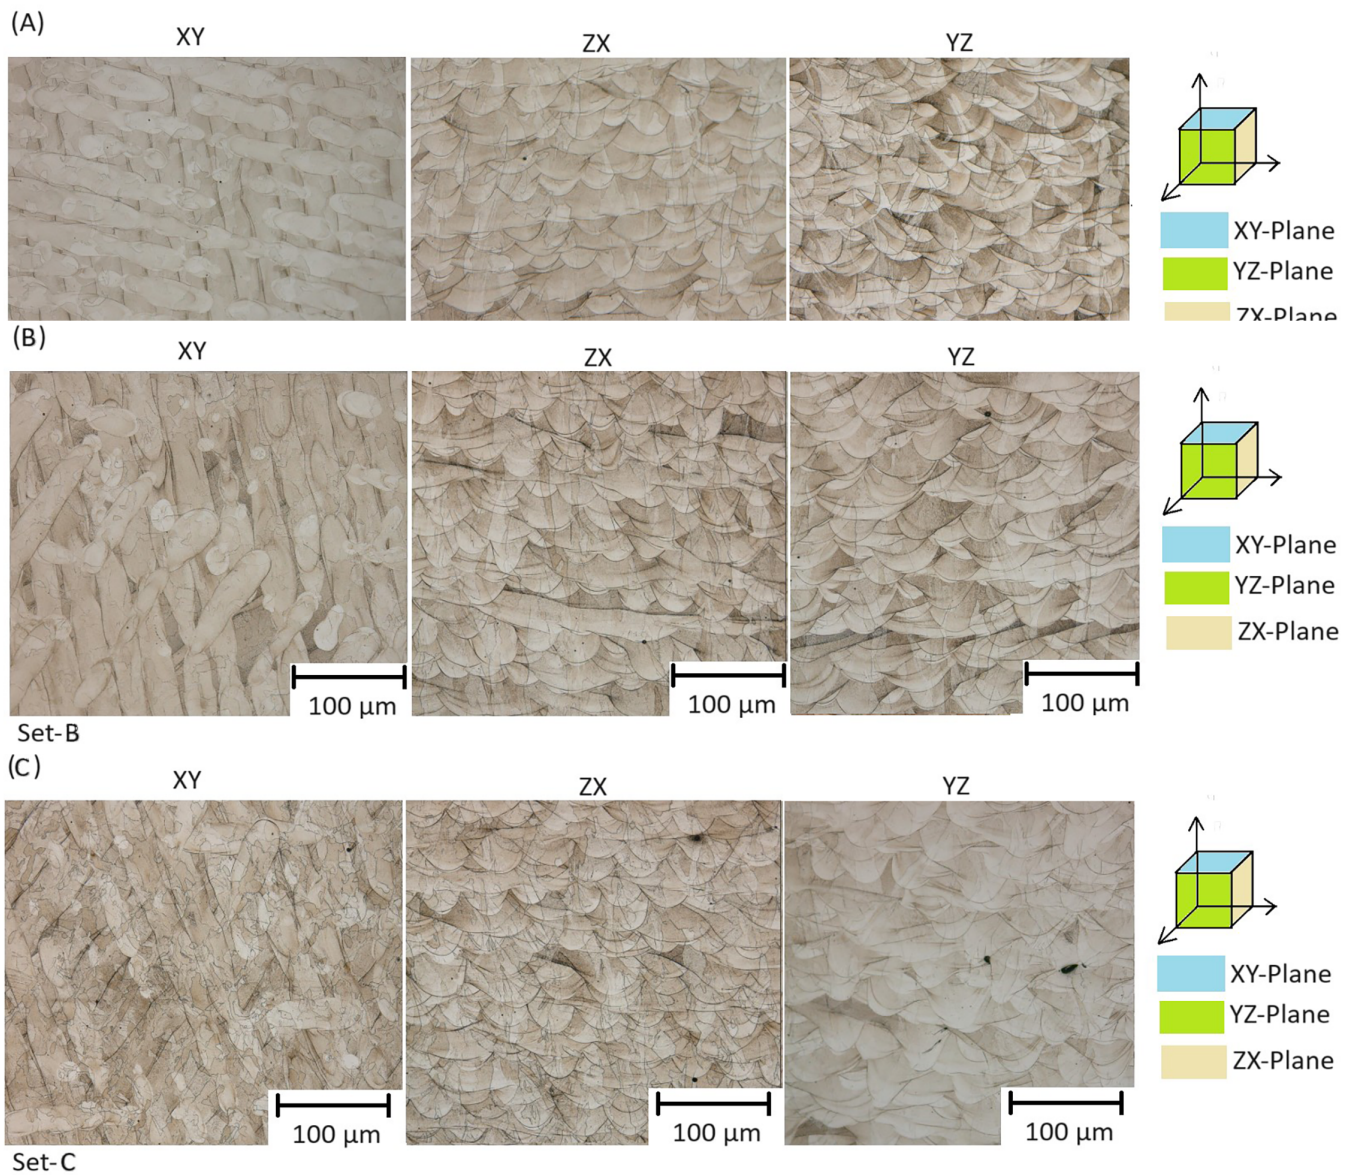 (A)
XY
ZX
YZ
XY-Plane
YZ-Plane
ZX-Plane
(B)
XY
ZX
YZ
XY-Plane
YZ-Plane
ZX-Plane
100 µm
100 µm
100 µm
Set-B
(C)
XY
ZX
YZ
XY-Plane
YZ-Plane
ZX-Plane
100 µm
100 µm
100 µm
Set-C